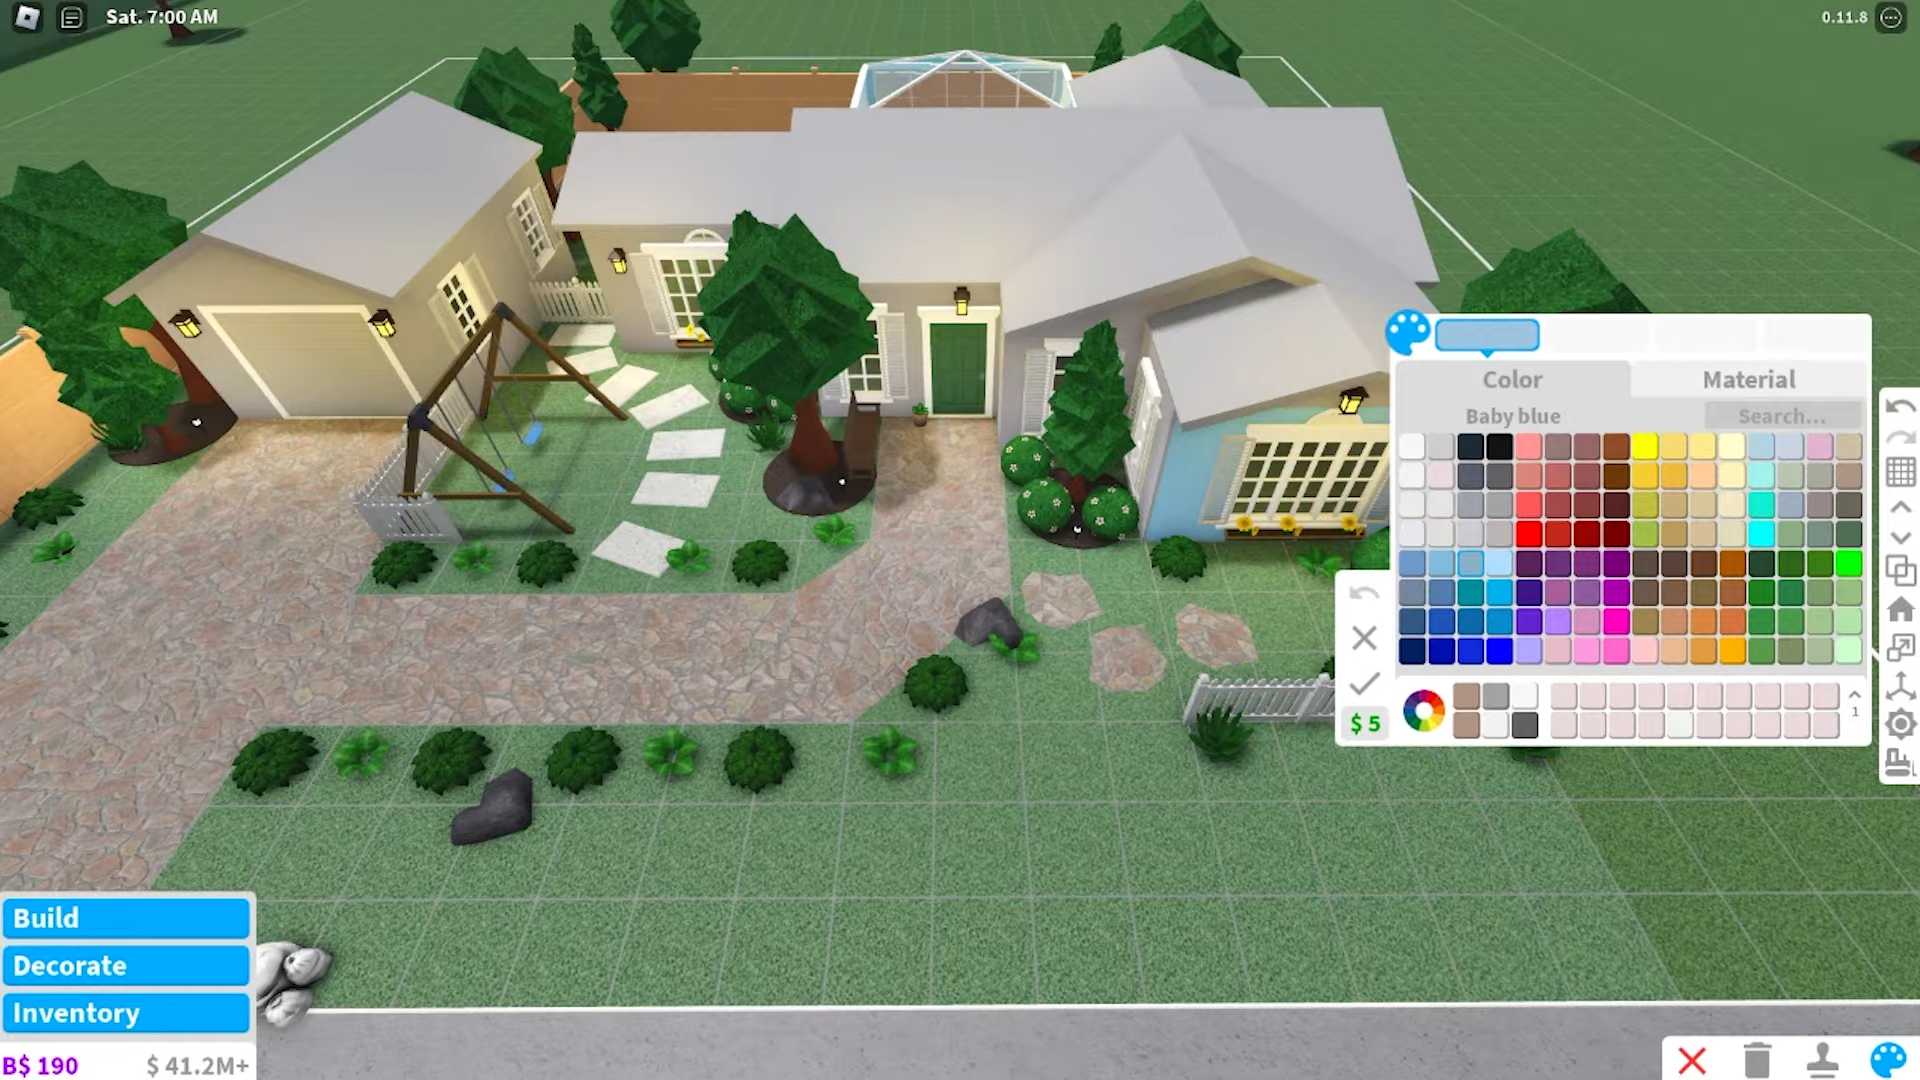 Sat. 7:00 AM
0.11.8
Color
Material
Baby blue
Search...
$ 5
1
Build
Decorate
Inventory
B$ 190
$ 41.2M+